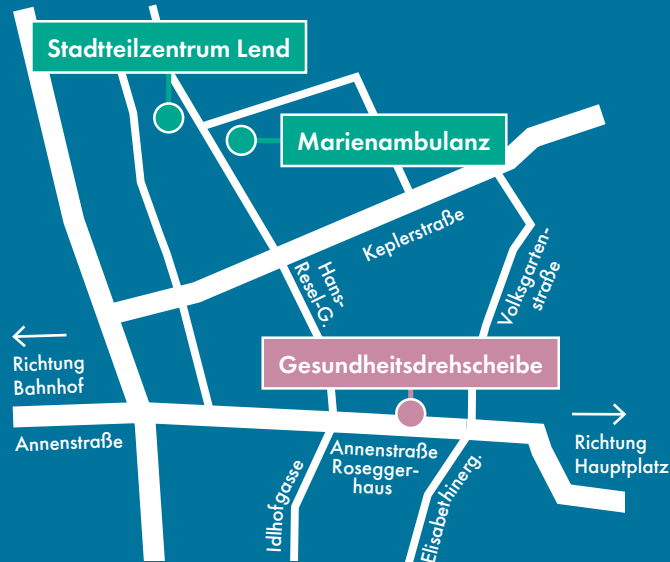 Stadtteilzentrum Lend
Marienambulanz
Keplerstraße
Hans-
Resel-G.
Volksgarten-
straße
Gesundheitsdrehscheibe
Richtung
Bahnhof
Annenstraße
Annenstraße
Rosegger-
haus
Richtung
Hauptplatz
Idlhofgasse
Elisabethinerg.